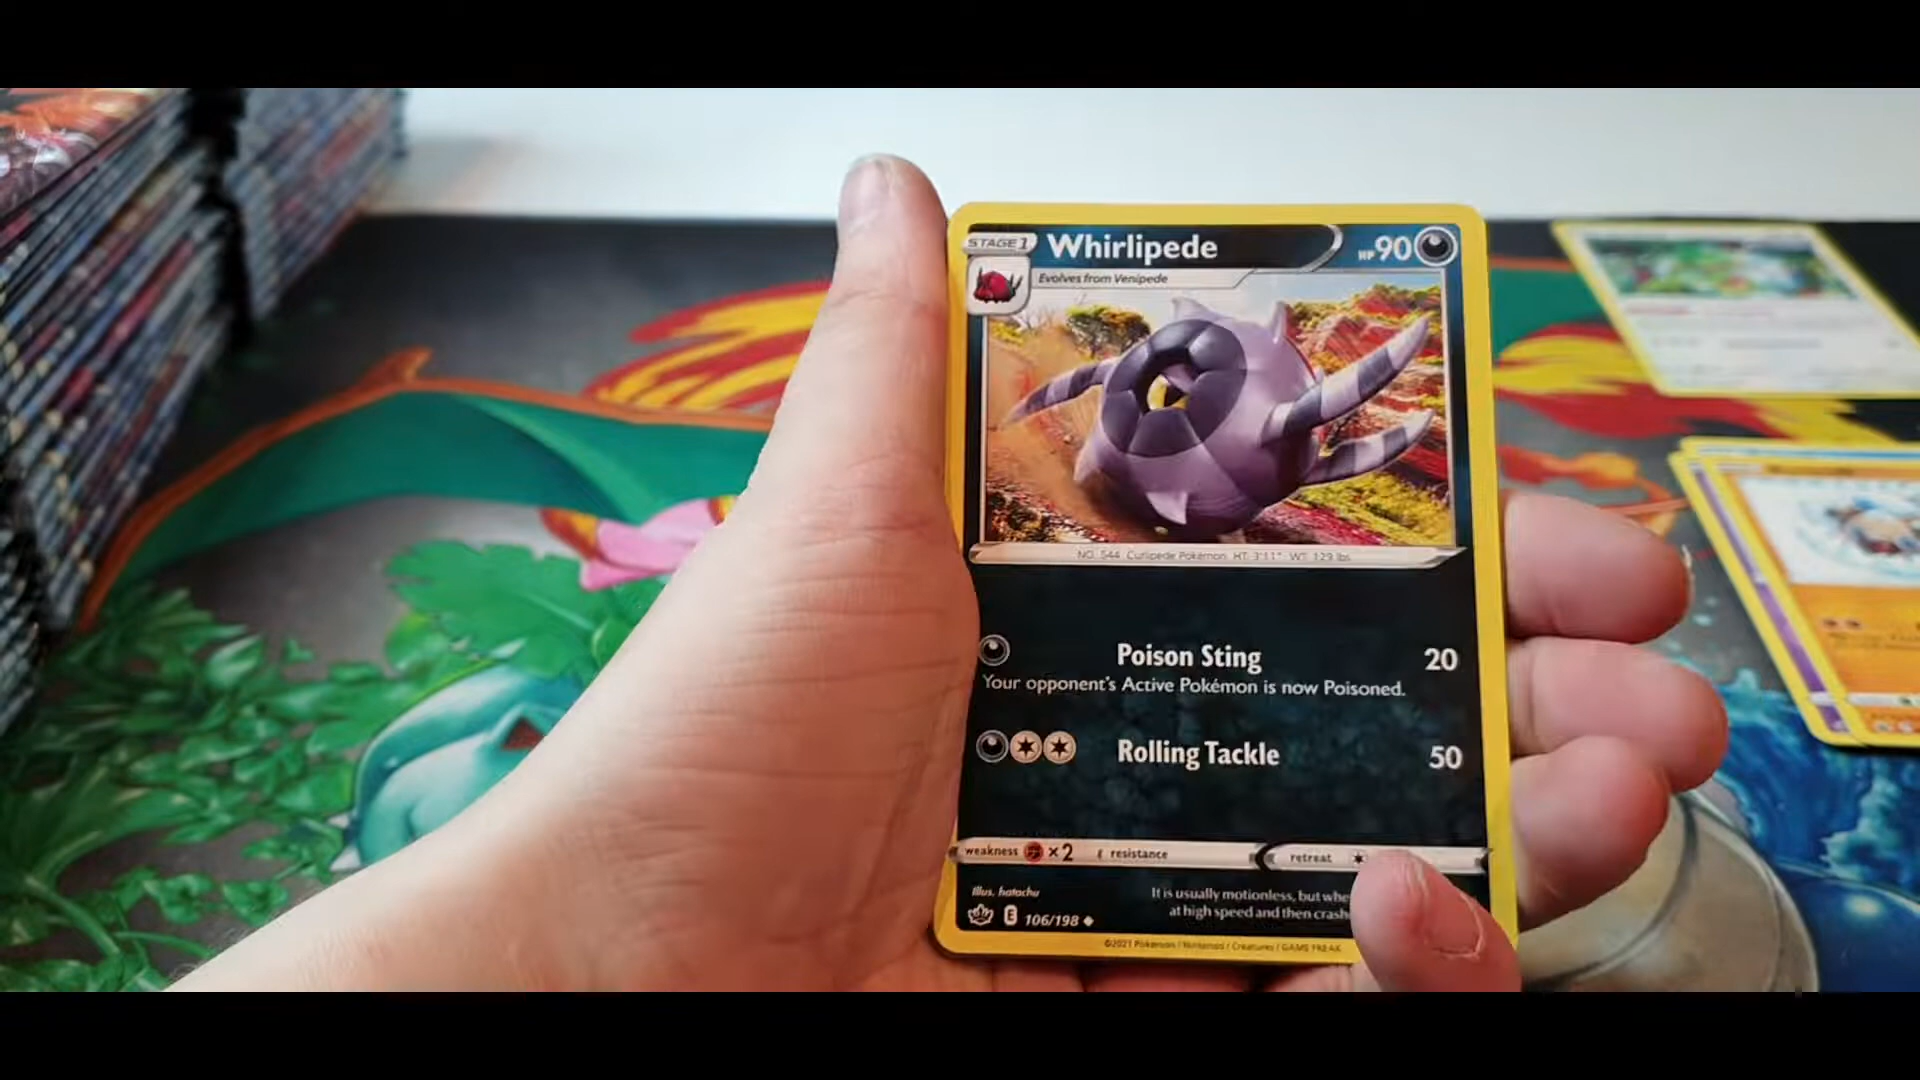 STAGE 1
Whirlipede
HP 90
Evolves from Venipede
NO. 544 Curlipede Pokémon HT: 3'11" WT: 129 lbs
Poison Sting
20
Your opponent's Active Pokémon is now Poisoned.
Rolling Tackle
50
weakness ×2 resistance retreat
Illus. hatachu
It is usually motionless, but whe
at high speed and then crash
E 106/198
©2021 Pokémon / Nintendo / Creatures / GAME FREAK